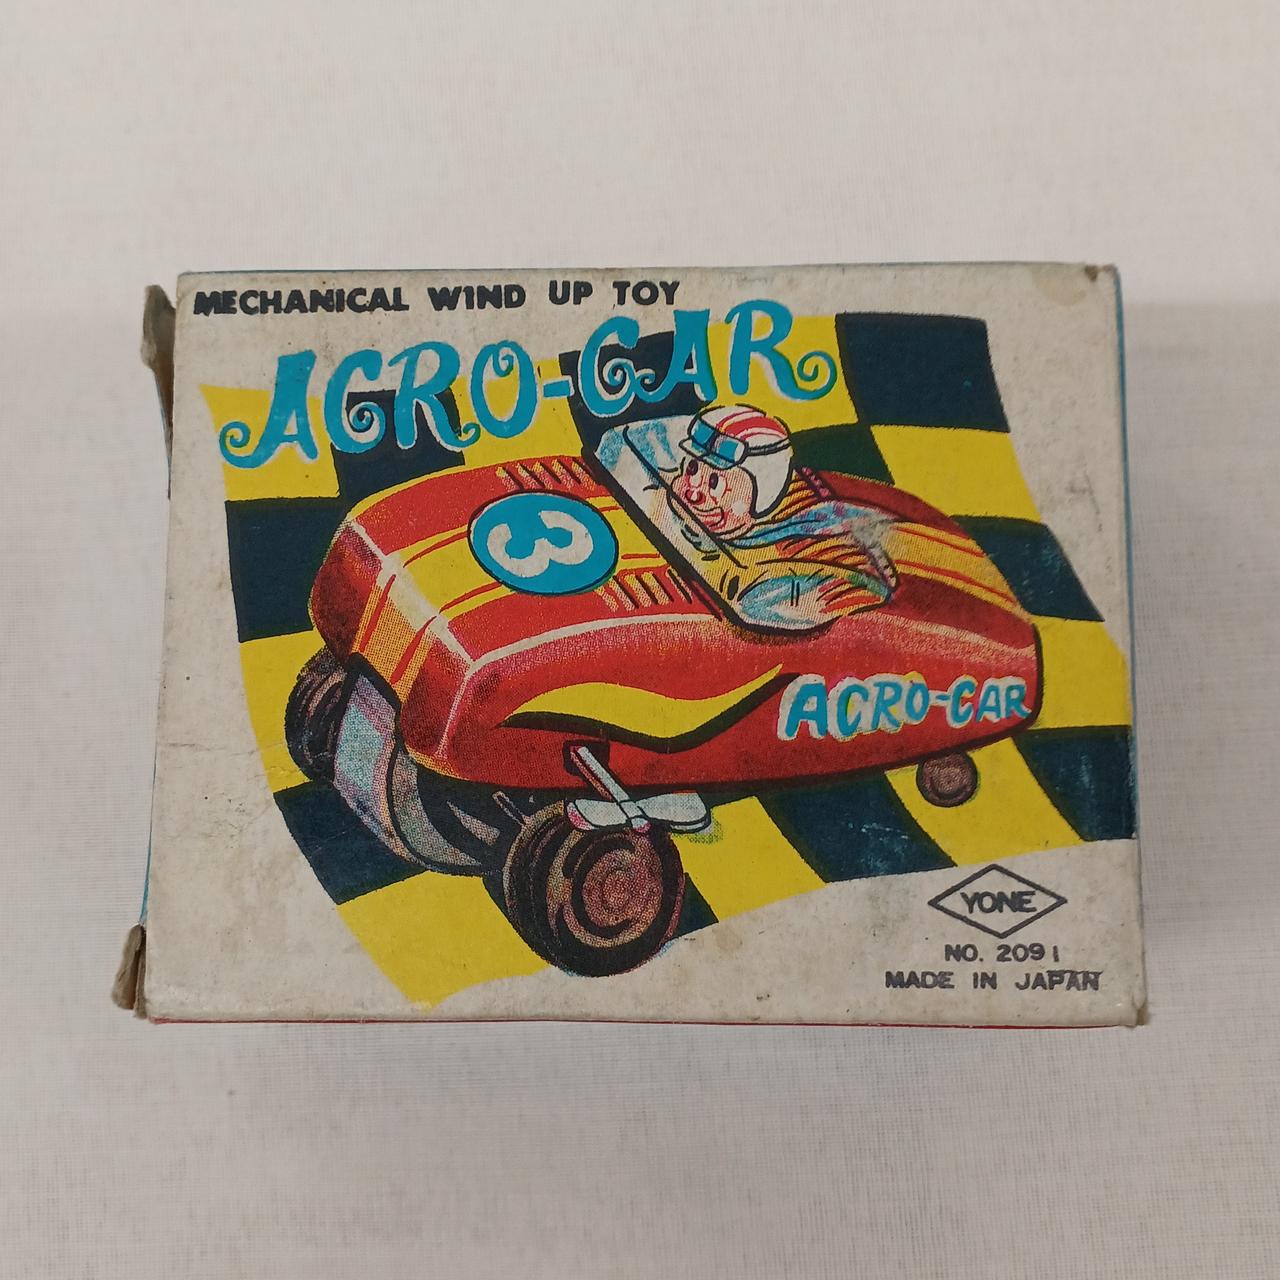 MECHANICAL WIND UP TOY
ACRO-CAR
3
ACRO-CAR
YONE
NO. 2091
MADE IN JAPAN